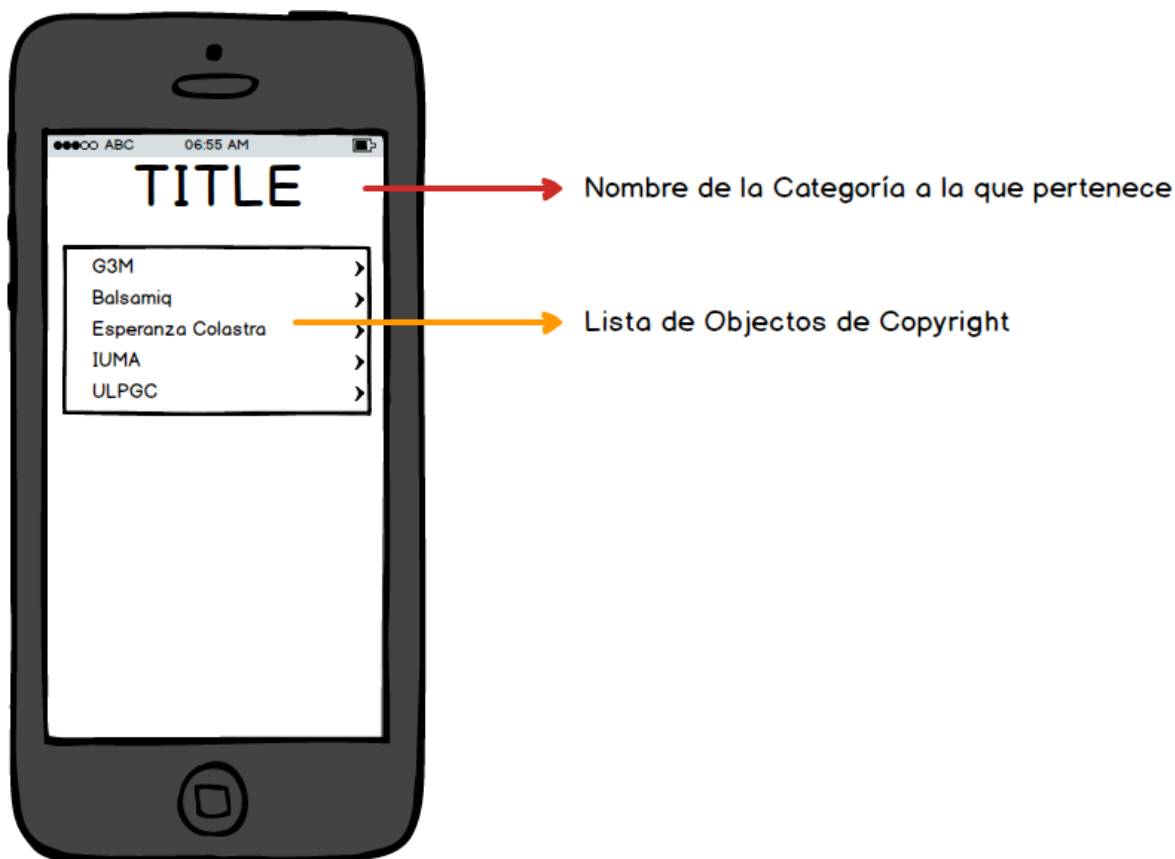 ABC 06:55 AM
TITLE
Nombre de la Categoría a la que pertenece
G3M
Balsamiq
Esperanza Colastra
Lista de Objectos de Copyright
IUMA
ULPGC